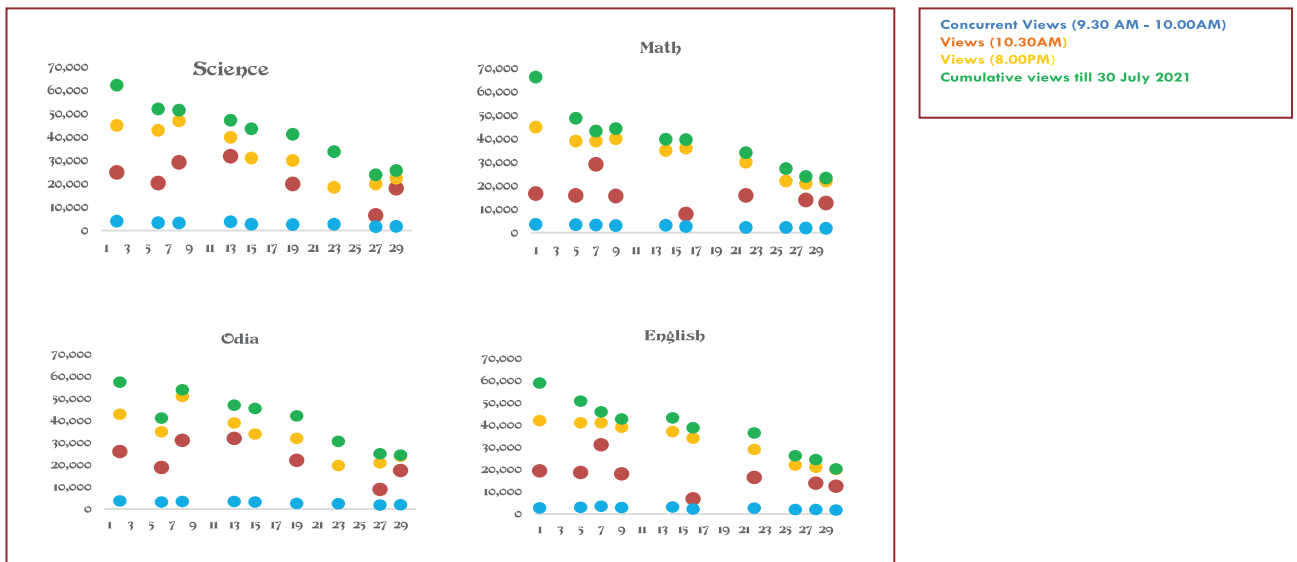 Science
70,000
60,000
50,000
40,000
30,000
20,000
10,000
0
1 3 5 7 9 11 13 15 17 19 21 23 25 27 29
Math
70,000
60,000
50,000
40,000
30,000
20,000
10,000
0
1 3 5 7 9 11 13 15 17 19 21 23 25 27 29
Odia
70,000
60,000
50,000
40,000
30,000
20,000
10,000
0
1 3 5 7 9 11 13 15 17 19 21 23 25 27 29
English
70,000
60,000
50,000
40,000
30,000
20,000
10,000
0
1 3 5 7 9 11 13 15 17 19 21 23 25 27 29
Concurrent Views (9.30 AM - 10.00AM)
Views (10.30AM)
Views (8.00PM)
Cumulative views till 30 July 2021